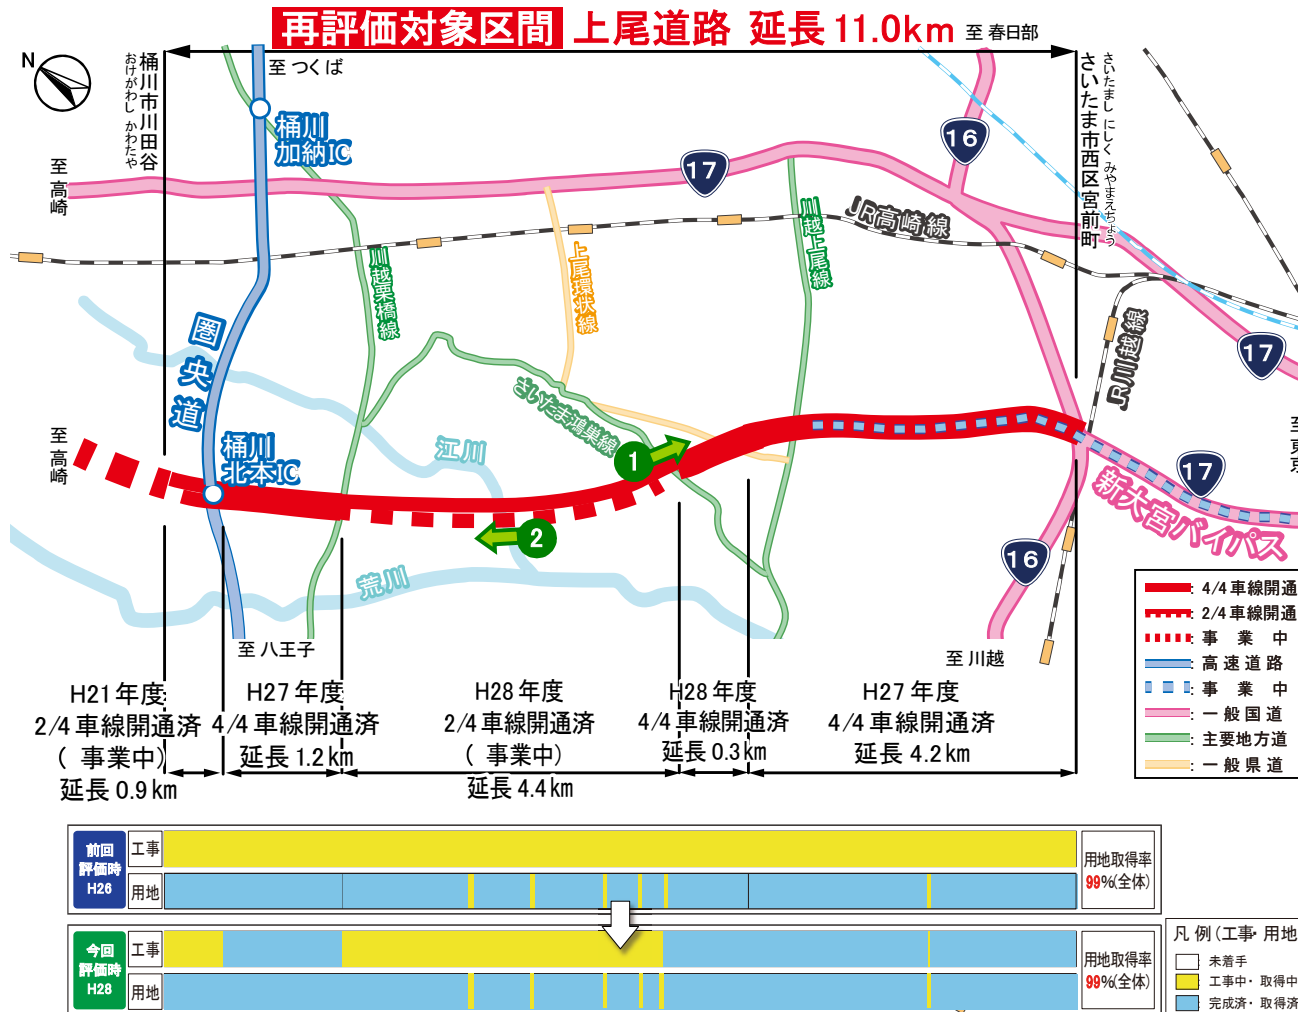 再評価対象区間 上尾道路 延長 11.0km
至 春日部
N
桶川市川田谷
おけがわし かわたや
至 つくば
桶川
加納IC
至 高崎
17
16
さいたま市西区宮前町
さいたまし にしく みやまえちょう
JR高崎線
川越栗橋線
上尾環状線
川越上尾線
圏央道
JR川越線
17
さいたま鴻巣線
至 高崎
桶川
北本IC
江川
1
2
17
至 東京
新大宮バイパス
16
荒川
至 八王子
至 川越
4/4車線開通
2/4車線開通
事業中
高速道路
事業中
一般国道
主要地方道
一般県道
H21年度
2/4車線開通済
( 事業中)
延長 0.9km
H27年度
4/4車線開通済
延長 1.2km
H28年度
2/4車線開通済
( 事業中)
延長 4.4km
H28年度
4/4車線開通済
延長 0.3km
H27年度
4/4車線開通済
延長 4.2km
前回
評価時
H26
工事
用地
用地取得率
99%(全体)
今回
評価時
H28
工事
用地
用地取得率
99%(全体)
凡例(工事・用地
未着手
工事中・取得中
完成済・取得済